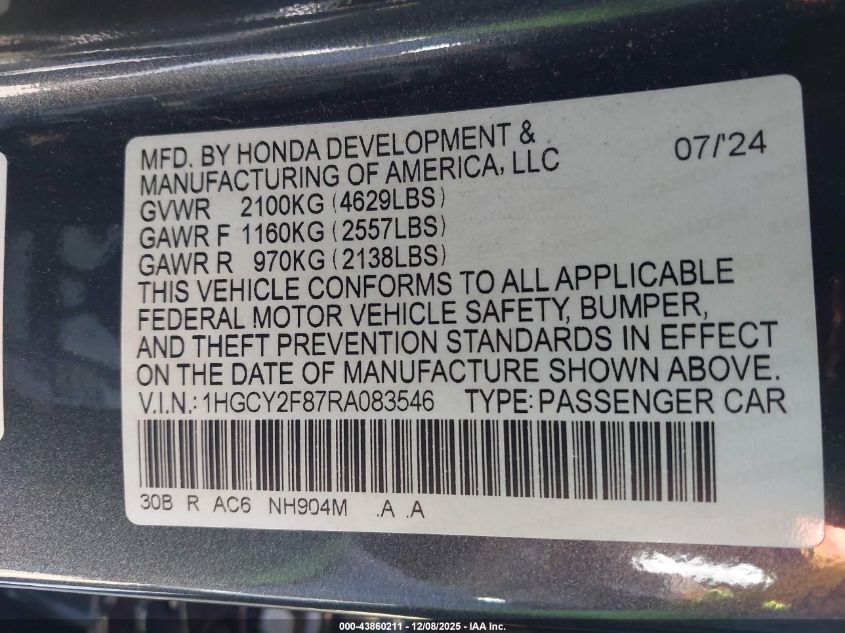 MFD. BY HONDA DEVELOPMENT & 07/'24
MANUFACTURING OF AMERICA, LLC
GVWR 2100KG (4629LBS)
GAWR F 1160KG (2557LBS)
GAWR R 970KG (2138LBS)
THIS VEHICLE CONFORMS TO ALL APPLICABLE
FEDERAL MOTOR VEHICLE SAFETY, BUMPER,
AND THEFT PREVENTION STANDARDS IN EFFECT
ON THE DATE OF MANUFACTURE SHOWN ABOVE.
V.I.N.: 1HGCY2F87RA083546 TYPE: PASSENGER CAR
30B R AC6 NH904M .A .A
000-43860211 - 12/08/2025 - IAA Inc.